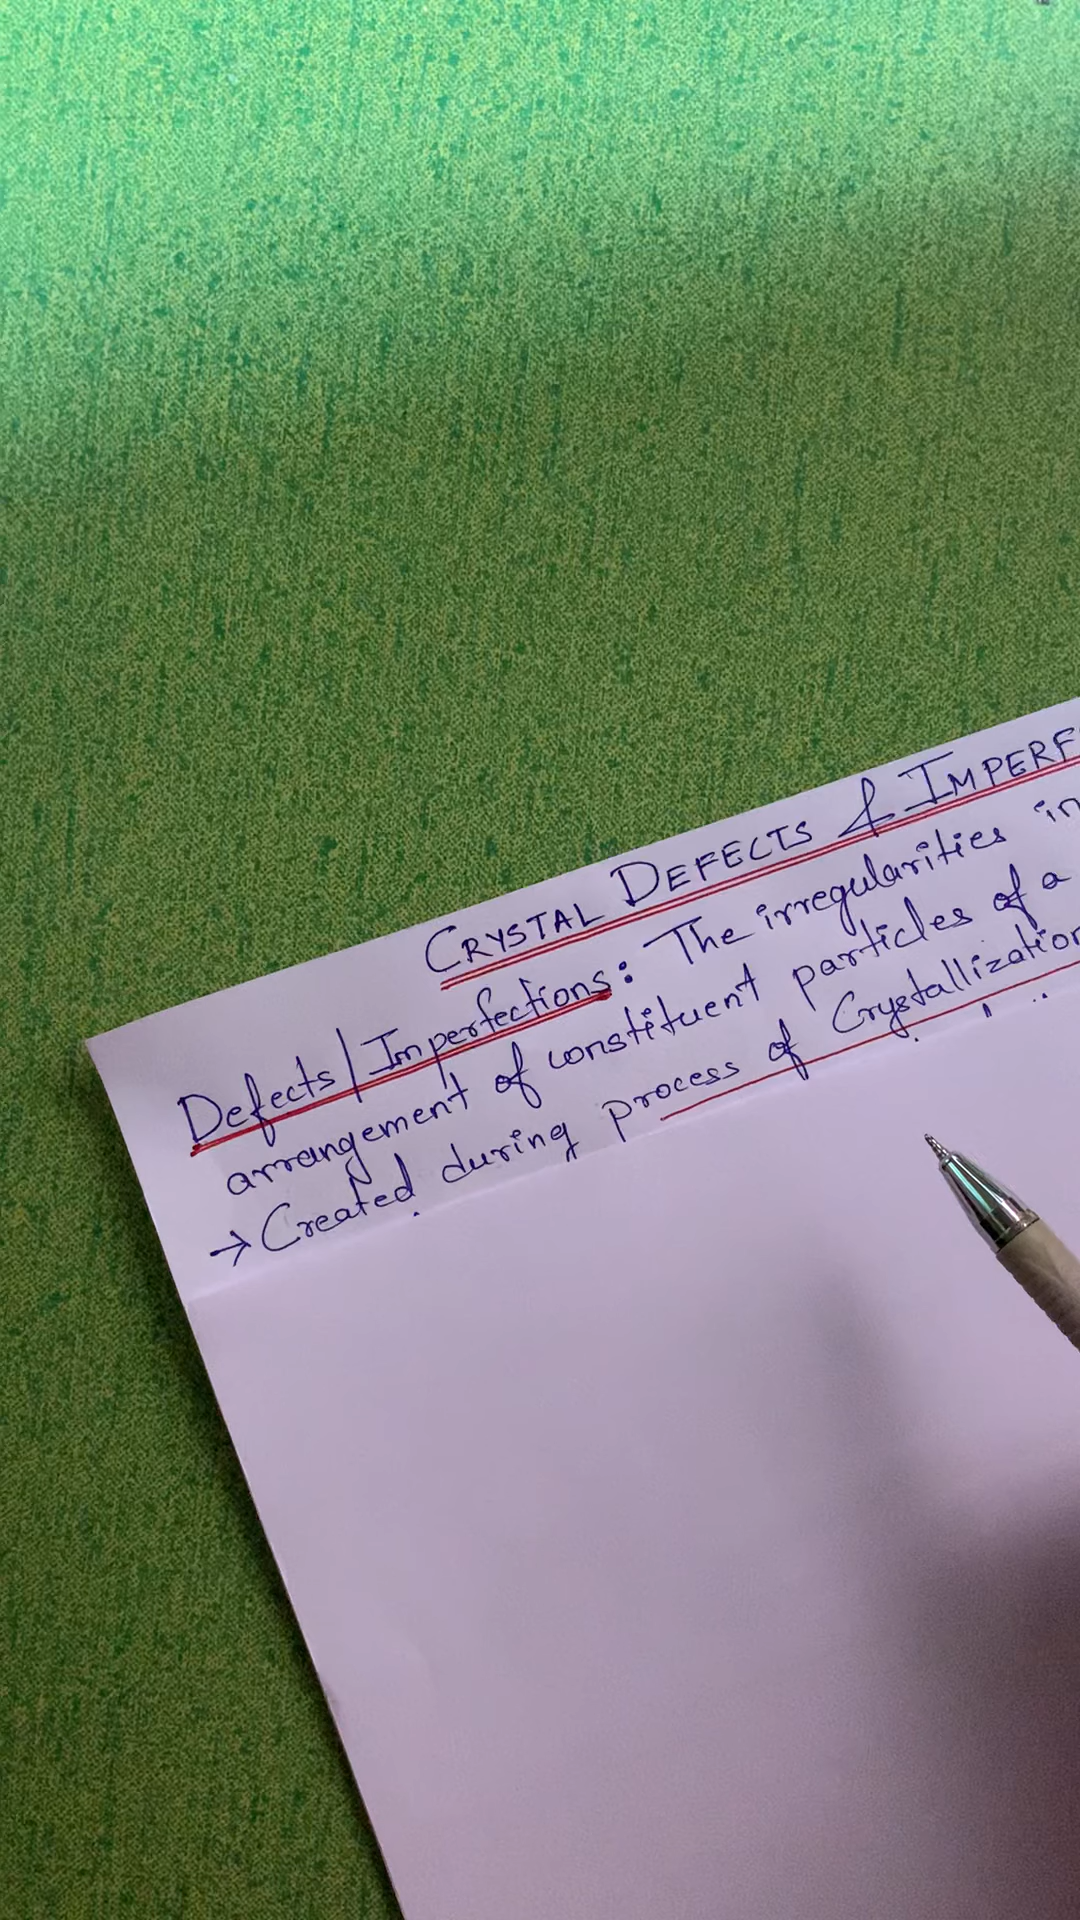 CRYSTAL DEFECTS & IMPERF
Defects/Imperfections: The irregularities in
arrangement of constituent particles of a
→ Created during process of Crystallization